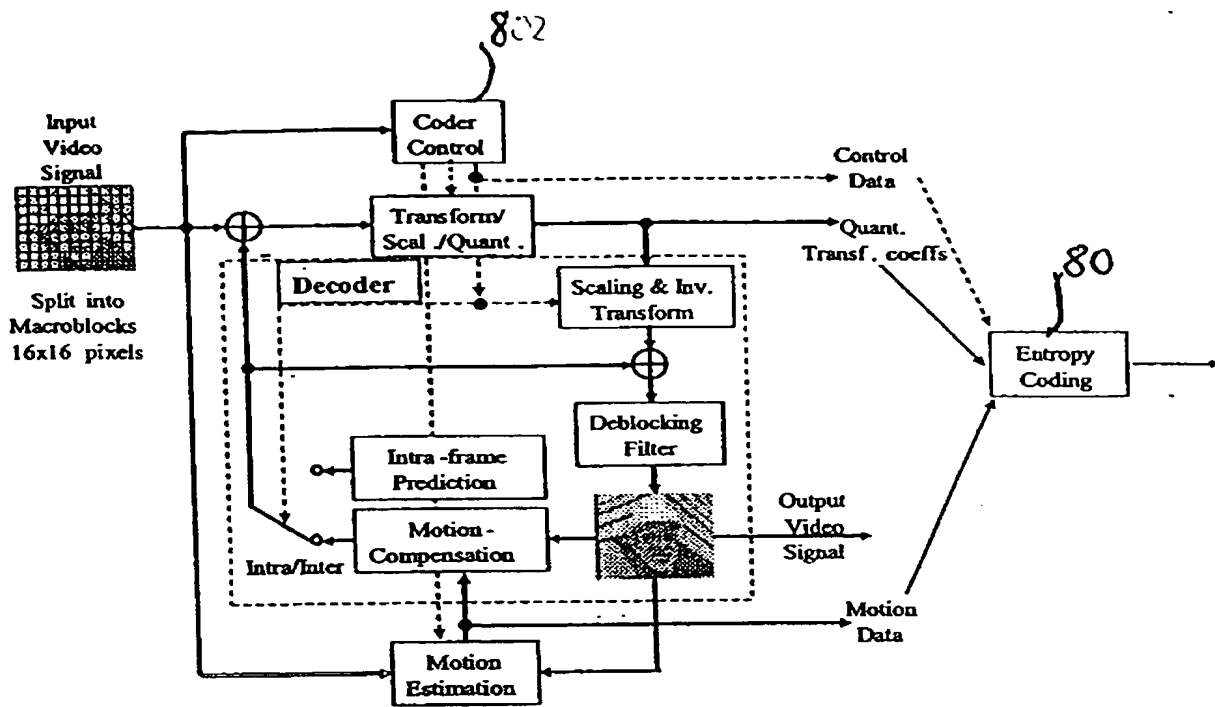 802
Input
Video
Signal
Coder
Control
Control
Data
Transform/
Scal./Quant.
Quant.
Transf. coeffs
80
Decoder
Scaling & Inv.
Transform
Split into
Macroblocks
16x16 pixels
Entropy
Coding
Deblocking
Filter
Intra-frame
Prediction
Output
Video
Signal
Motion-
Compensation
Intra/Inter
Motion
Data
Motion
Estimation